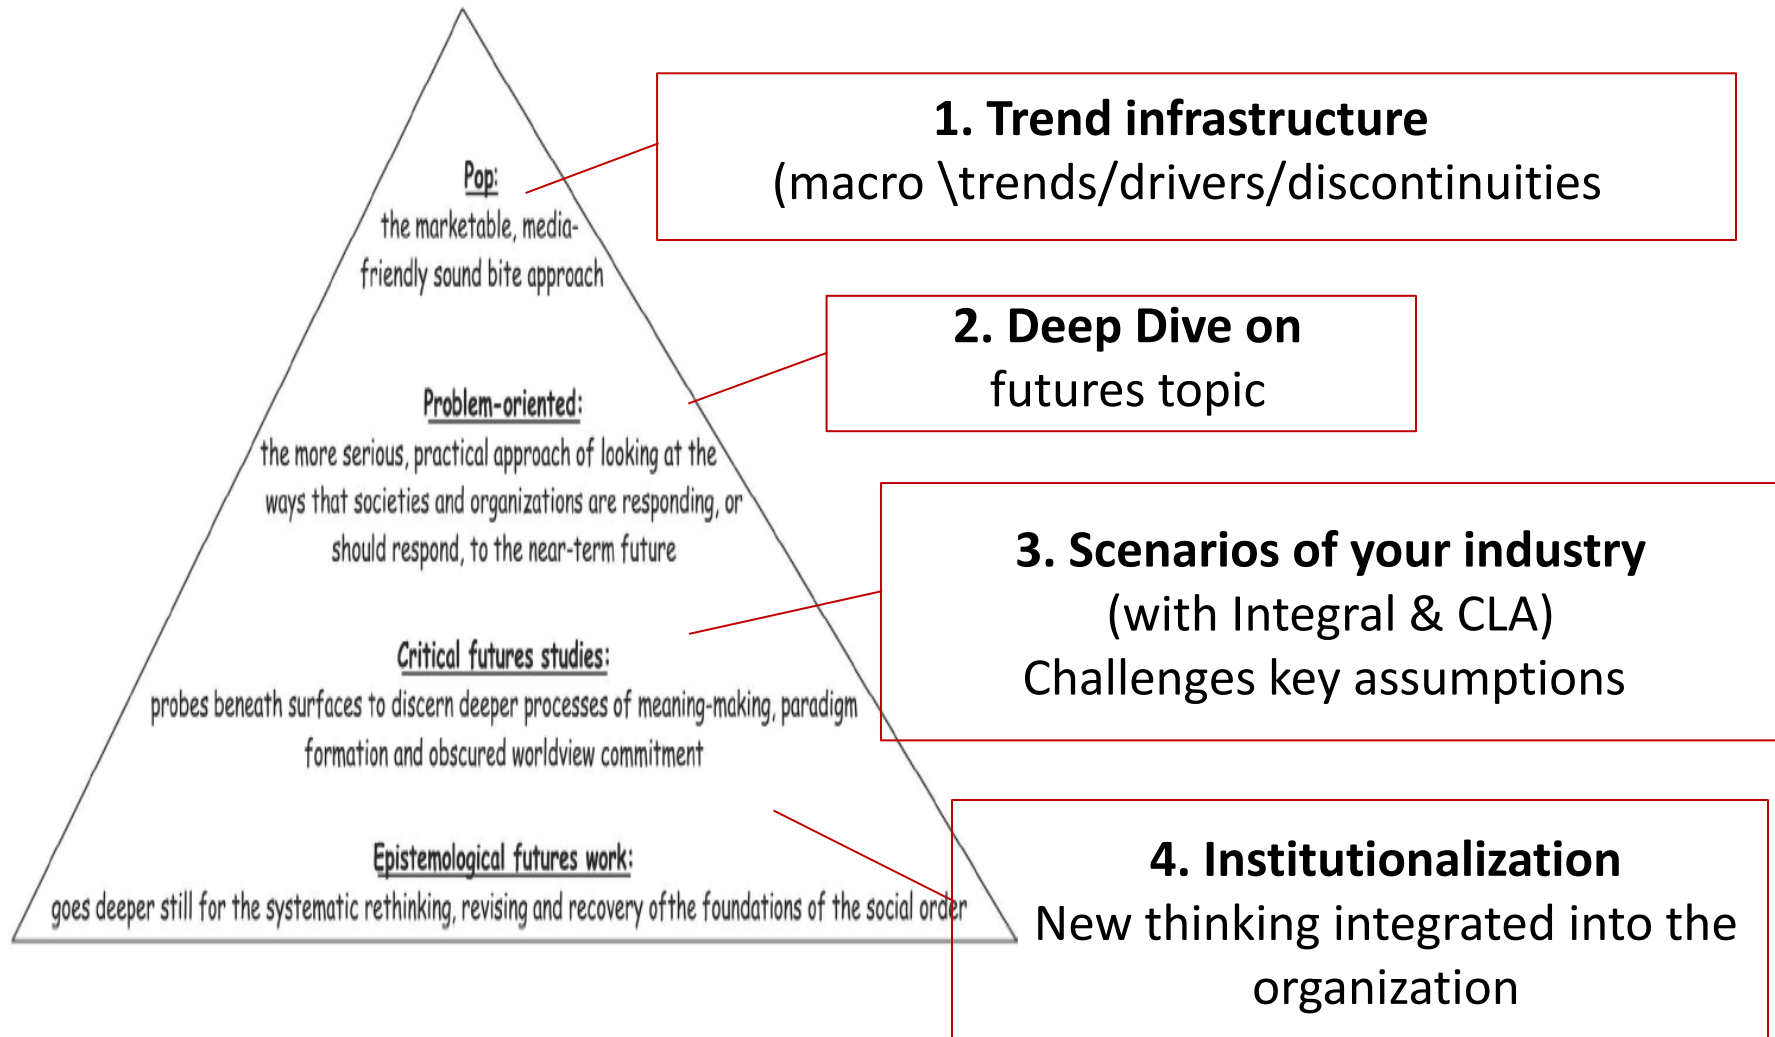 Pop:
the marketable, media-
friendly sound bite approach
1. Trend infrastructure
(macro \trends/drivers/discontinuities
Problem-oriented:
the more serious, practical approach of looking at the
ways that societies and organizations are responding, or
should respond, to the near-term future
2. Deep Dive on
futures topic
Critical futures studies:
probes beneath surfaces to discern deeper processes of meaning-making, paradigm
formation and obscured worldview commitment
3. Scenarios of your industry
(with Integral & CLA)
Challenges key assumptions
Epistemological futures work:
goes deeper still for the systematic rethinking, revising and recovery ofthe foundations of the social order
4. Institutionalization
New thinking integrated into the
organization